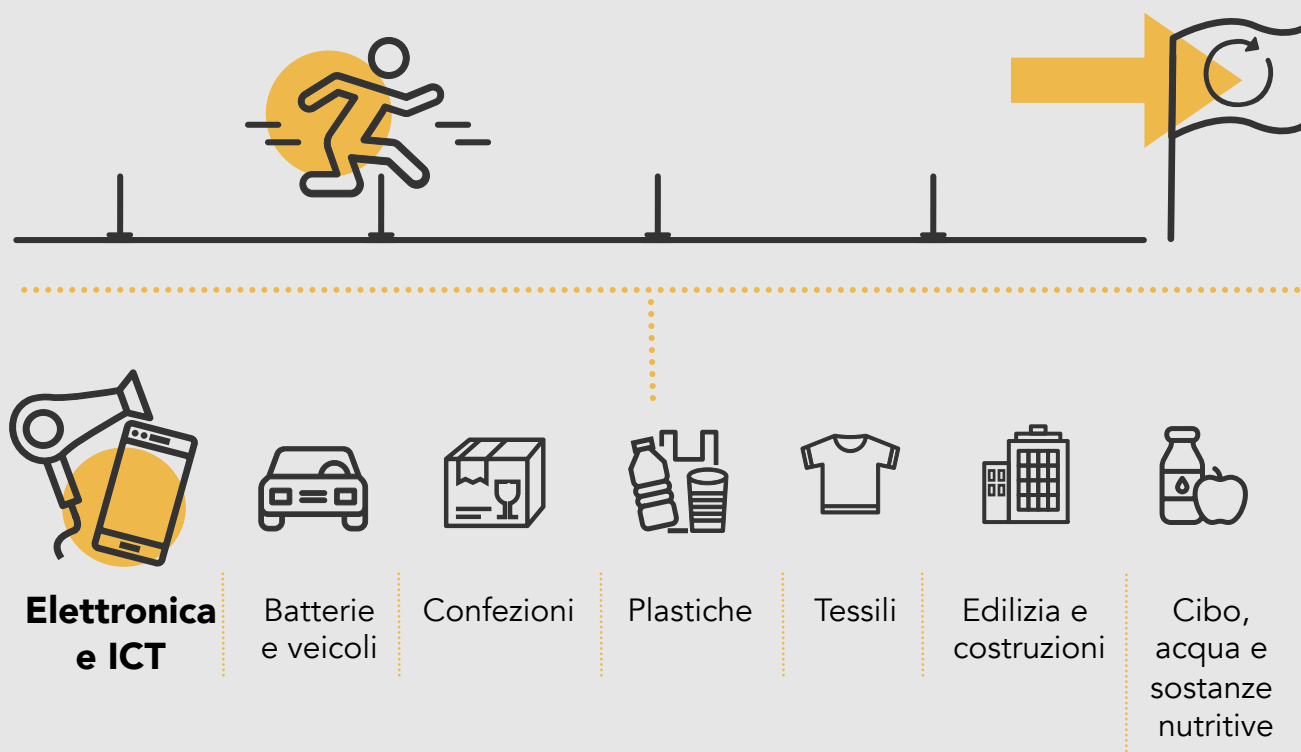 Elettronica
e ICT
Batterie
e veicoli
Confezioni
Plastiche
Tessili
Edilizia e
costruzioni
Cibo,
acqua e
sostanze
nutritive